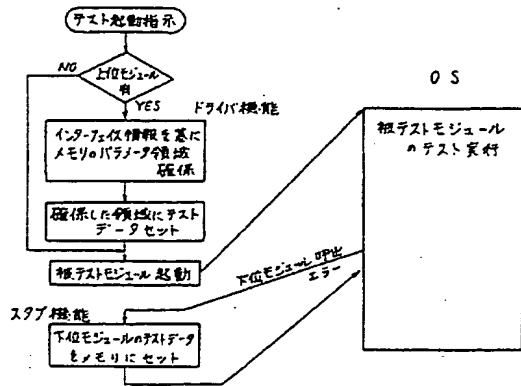 テスト起動指示
NO
上位モジュール
有
YES
ドライバ機能
インターフェイス情報を基に
メモリのパラメータ領域
確保
確保した領域にテスト
データセット
被テストモジュール起動
スタブ機能
下位モジュールのテストデータ
をメモリにセット
下位モジュール呼出
エラー
OS
被テストモジュール
のテスト実行